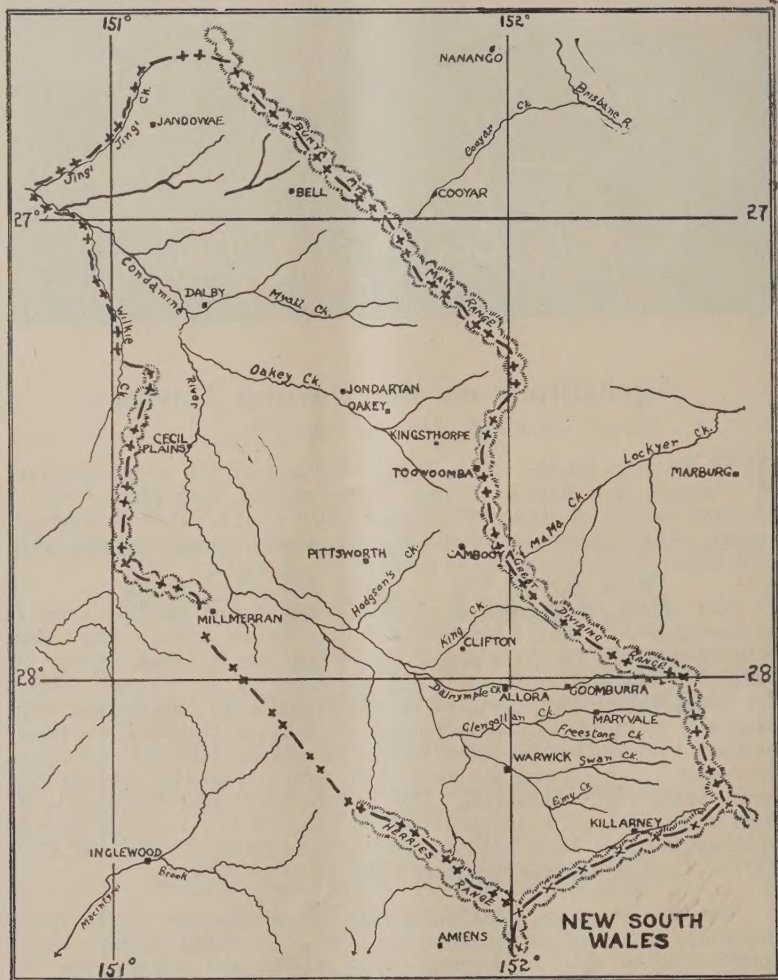 151°
152°
NANANGO
Brisbane R.
Cooyar
Ck
Jingi Jingi Ck.
JANDOWAE
BUNYA MTS
BELL
COOYAR
27°
27
Condamine
River
DALBY
Myall Ck.
MAIN RANGE
Wilkie
Ck
Oakey Ck.
JONDARYAN
OAKEY
KINGSTHORPE
CECIL
PLAINS
TOOWOOMBA
Lockyer Ck.
MARBURG
Ma Ma Ck.
PITTSWORTH
Hodgson's Ck.
CAMBOOYA
GREAT DIVIDING RANGE
MILLMERRAN
King Ck
CLIFTON
28°
28
Dalrymple Ck
ALLORA
GOOMBURRA
Glengallan Ck
MARYVALE
Freestone Ck
WARWICK
Swan Ck.
Emu Ck
KILLARNEY
HERRIES RANGE
INGLEWOOD
Macintyre
Brook
AMIENS
NEW SOUTH
WALES
151°
152°